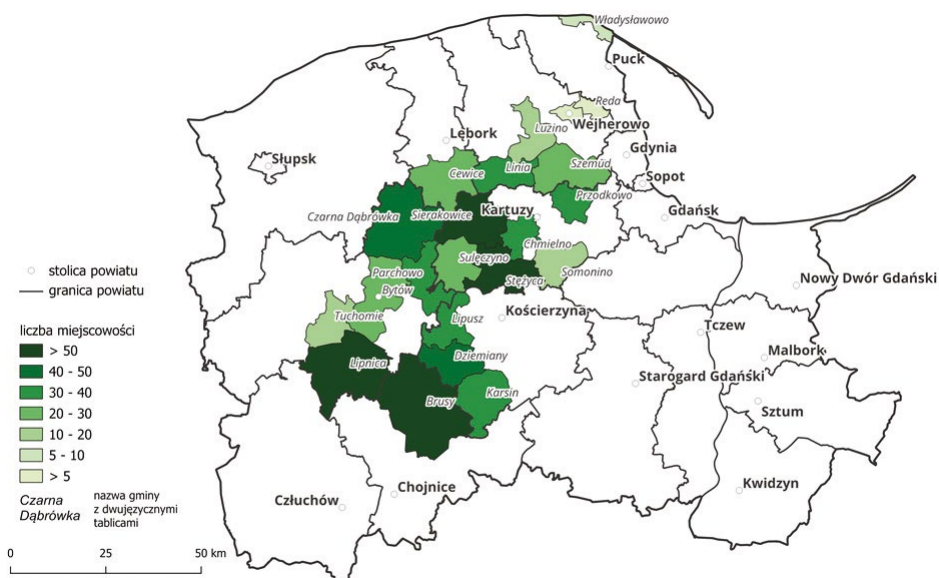 Władysławowo
Puck
Reda
Wejherowo
Luzino
Lębork
Gdynia
Słupsk
Cewice
Linia
Szemud
Sopot
Przodkowo
Czarna Dąbrówka
Sierakowice
Kartuzy
Gdańsk
Chmielno
Sulęczyno
Parchowo
Stężyca
Somonino
Bytów
Nowy Dwór Gdański
Tuchomie
Lipusz
Kościerzyna
Tczew
Dziemiany
Malbork
Lipnica
Starogard Gdański
Brusy
Karsin
Sztum
Chojnice
Kwidzyn
Człuchów
stolica powiatu
granica powiatu
liczba miejscowości
> 50
40 - 50
30 - 40
20 - 30
10 - 20
5 - 10
> 5
Czarna
Dąbrówka
nazwa gminy
z dwujęzycznymi
tablicami
0 25 50 km